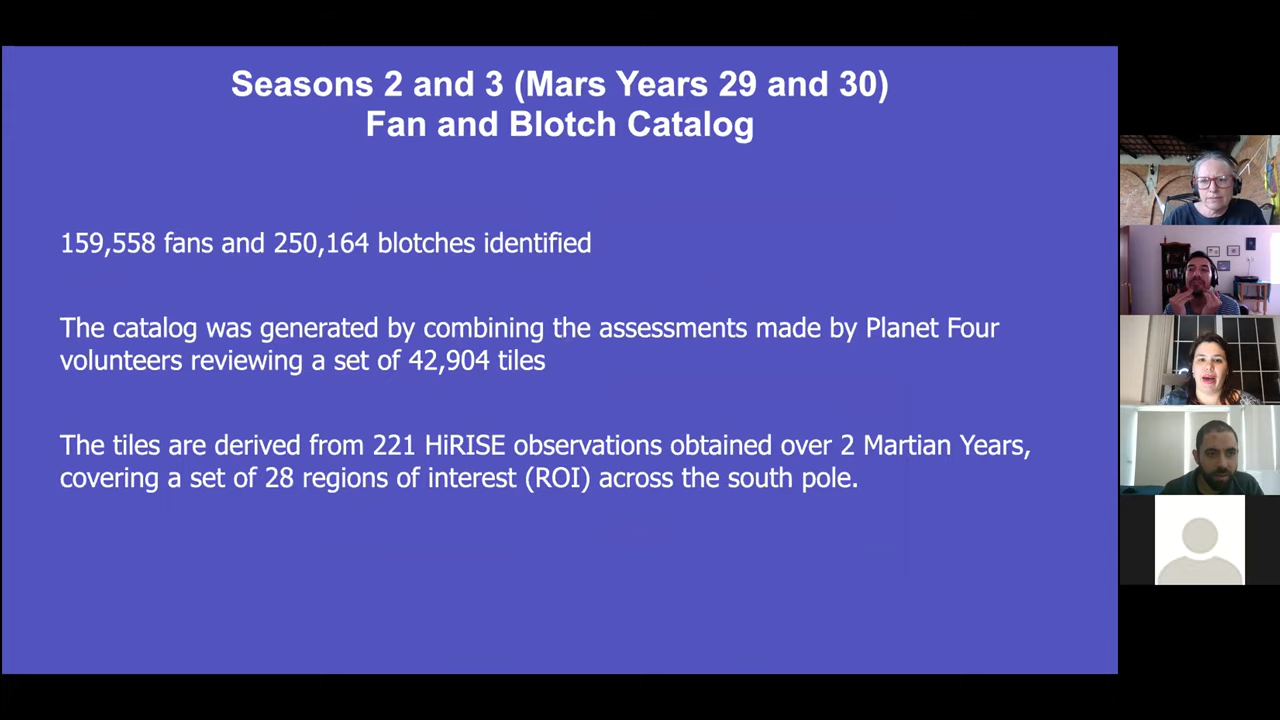 Seasons 2 and 3 (Mars Years 29 and 30)
Fan and Blotch Catalog
159,558 fans and 250,164 blotches identified
The catalog was generated by combining the assessments made by Planet Four
volunteers reviewing a set of 42,904 tiles
The tiles are derived from 221 HiRISE observations obtained over 2 Martian Years,
covering a set of 28 regions of interest (ROI) across the south pole.